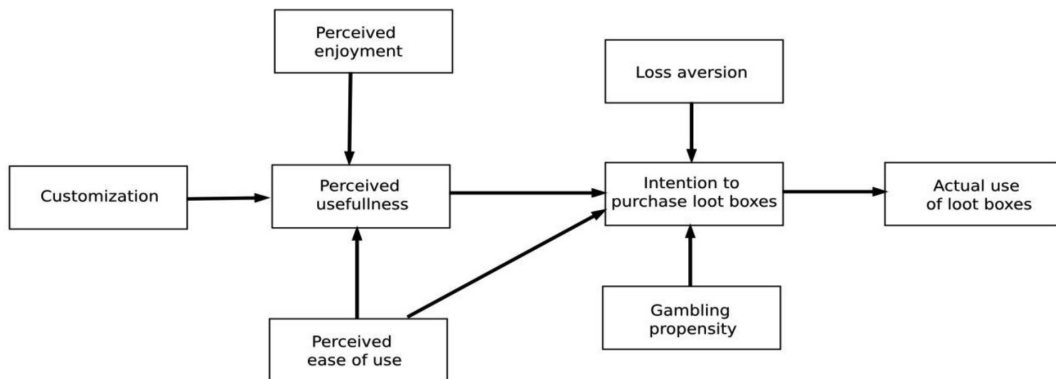 Perceived
enjoyment
Loss aversion
Customization
Perceived
usefullness
Intention to
purchase loot boxes
Actual use
of loot boxes
Perceived
ease of use
Gambling
propensity